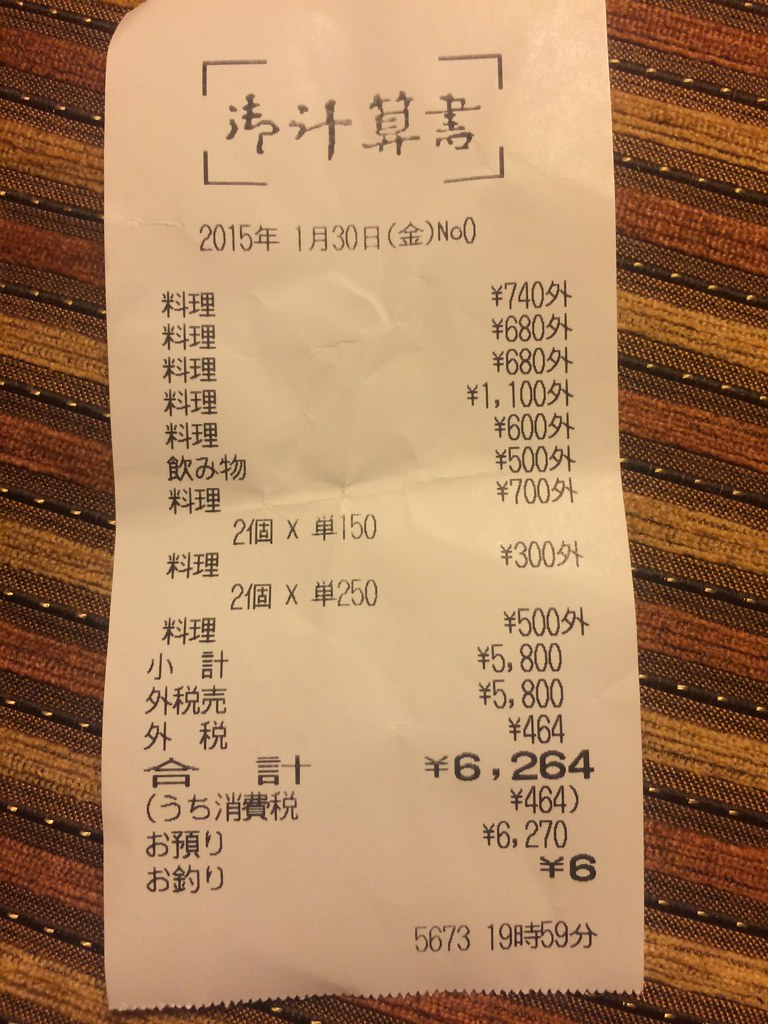 御計算書
2015年 1月30日(金)No0
料理 ¥740外
料理 ¥680外
料理 ¥680外
料理 ¥1,100外
料理 ¥600外
飲み物 ¥500外
料理 ¥700外
2個 X 単150
料理 ¥300外
2個 X 単250
料理 ¥500外
小 計 ¥5,800
外税売 ¥5,800
外 税 ¥464
合 計 ¥6,264
(うち消費税 ¥464)
お預り ¥6,270
お釣り ¥6
5673 19時59分